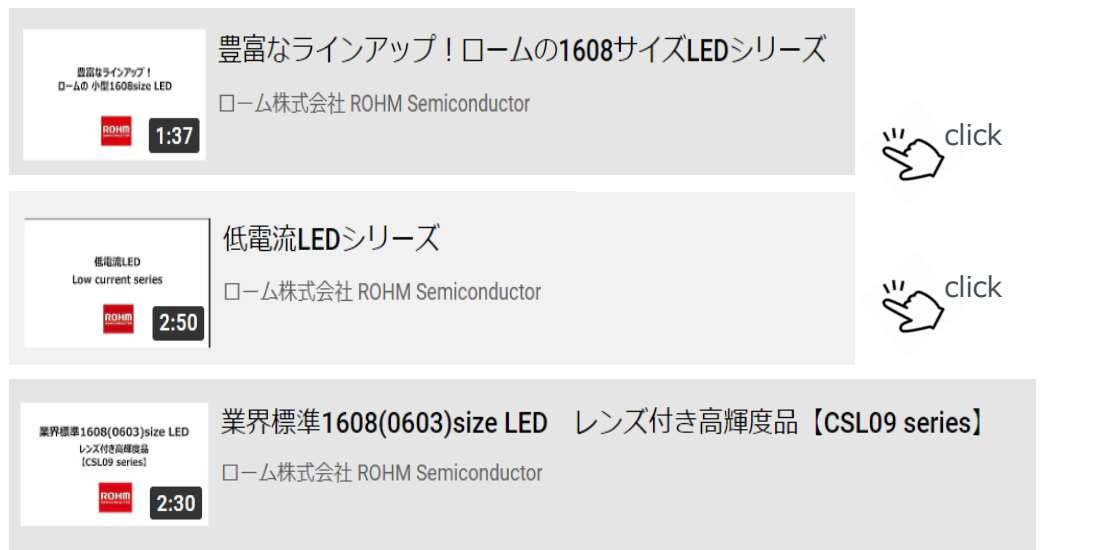 豊富なラインアップ！
ロームの 小型1608size LED
ROHM
SEMICONDUCTOR
1:37
豊富なラインアップ！ロームの1608サイズLEDシリーズ
ローム株式会社 ROHM Semiconductor
click
低電流LED
Low current series
ROHM
SEMICONDUCTOR
2:50
低電流LEDシリーズ
ローム株式会社 ROHM Semiconductor
click
業界標準1608(0603)size LED
レンズ付き高輝度品
【CSL09 series】
ROHM
SEMICONDUCTOR
2:30
業界標準1608(0603)size LED　レンズ付き高輝度品【CSL09 series】
ローム株式会社 ROHM Semiconductor